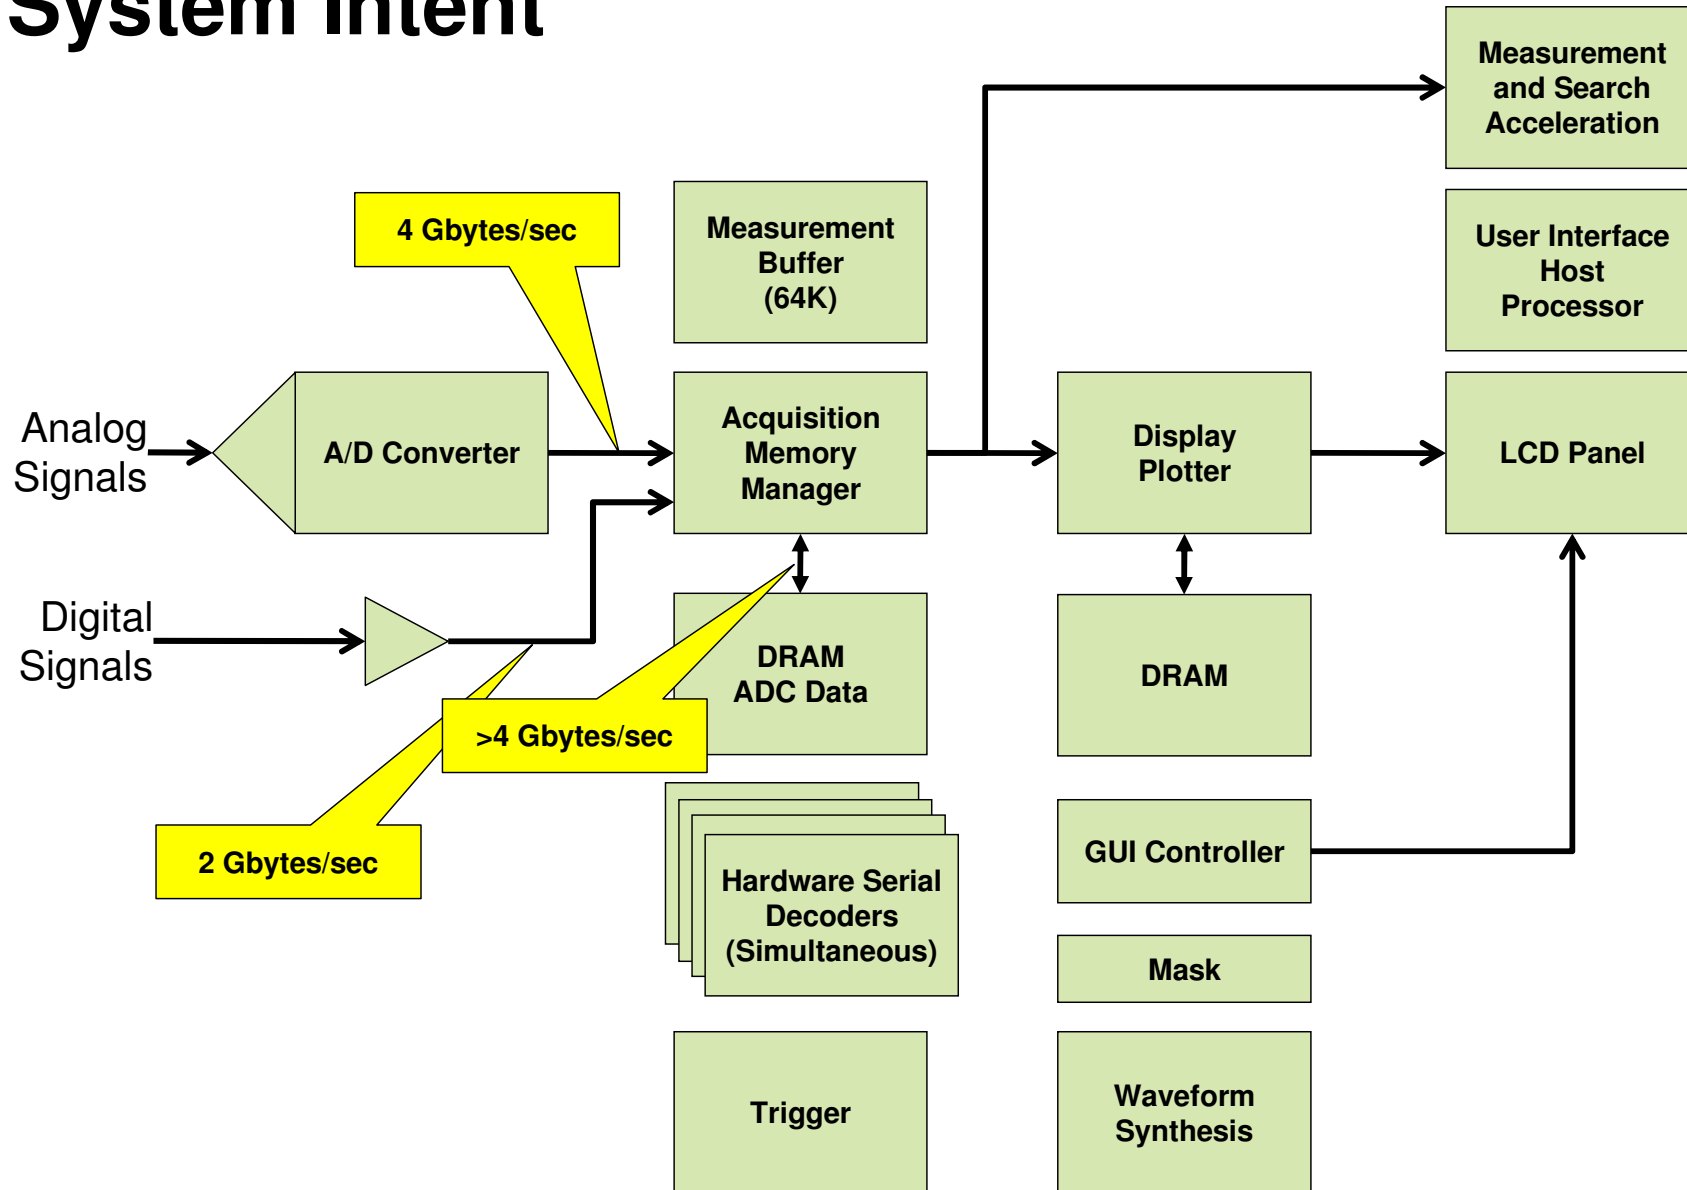 System Intent
Measurement
and Search
Acceleration
4 Gbytes/sec
Measurement
Buffer
(64K)
User Interface
Host
Processor
Analog
Signals
A/D Converter
Acquisition
Memory
Manager
Display
Plotter
LCD Panel
Digital
Signals
DRAM
ADC Data
DRAM
>4 Gbytes/sec
2 Gbytes/sec
GUI Controller
Hardware Serial
Decoders
(Simultaneous)
Mask
Trigger
Waveform
Synthesis